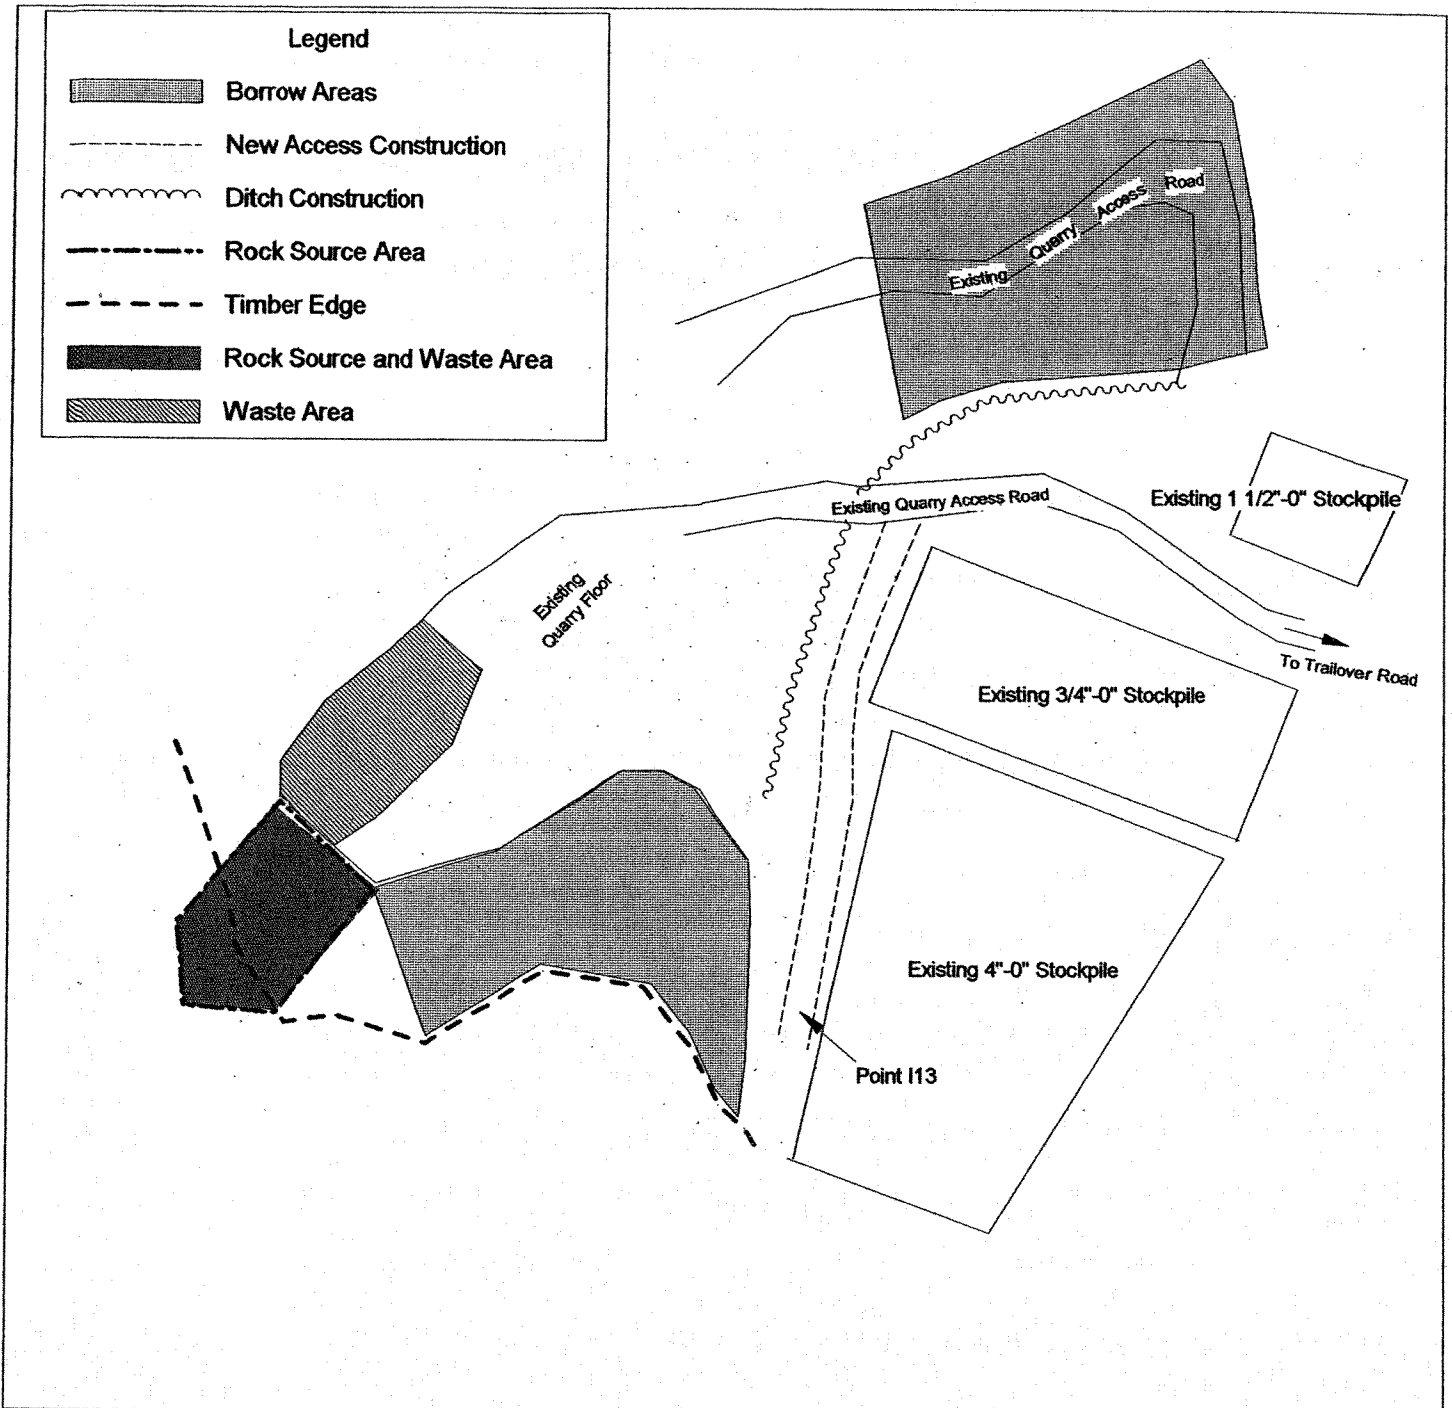 Legend
Borrow Areas
New Access Construction
Ditch Construction
Rock Source Area
Timber Edge
Rock Source and Waste Area
Waste Area
Existing Quarry Access Road
Existing 1 1/2"-0" Stockpile
Existing Quarry Access Road
Existing
Quarry Floor
To Trailover Road
Existing 3/4"-0" Stockpile
Existing 4"-0" Stockpile
Point I13